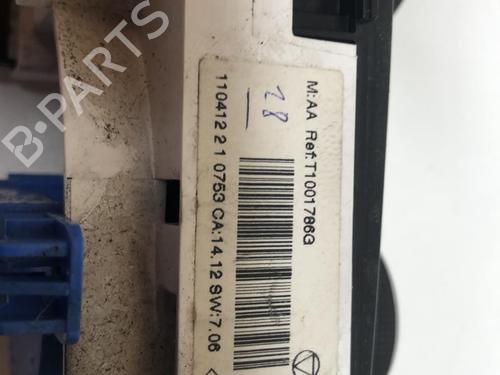 M:AA Ref:T1001786G
28
110412 21 0753 CA:14.12 SW:7.06
B-PARTS